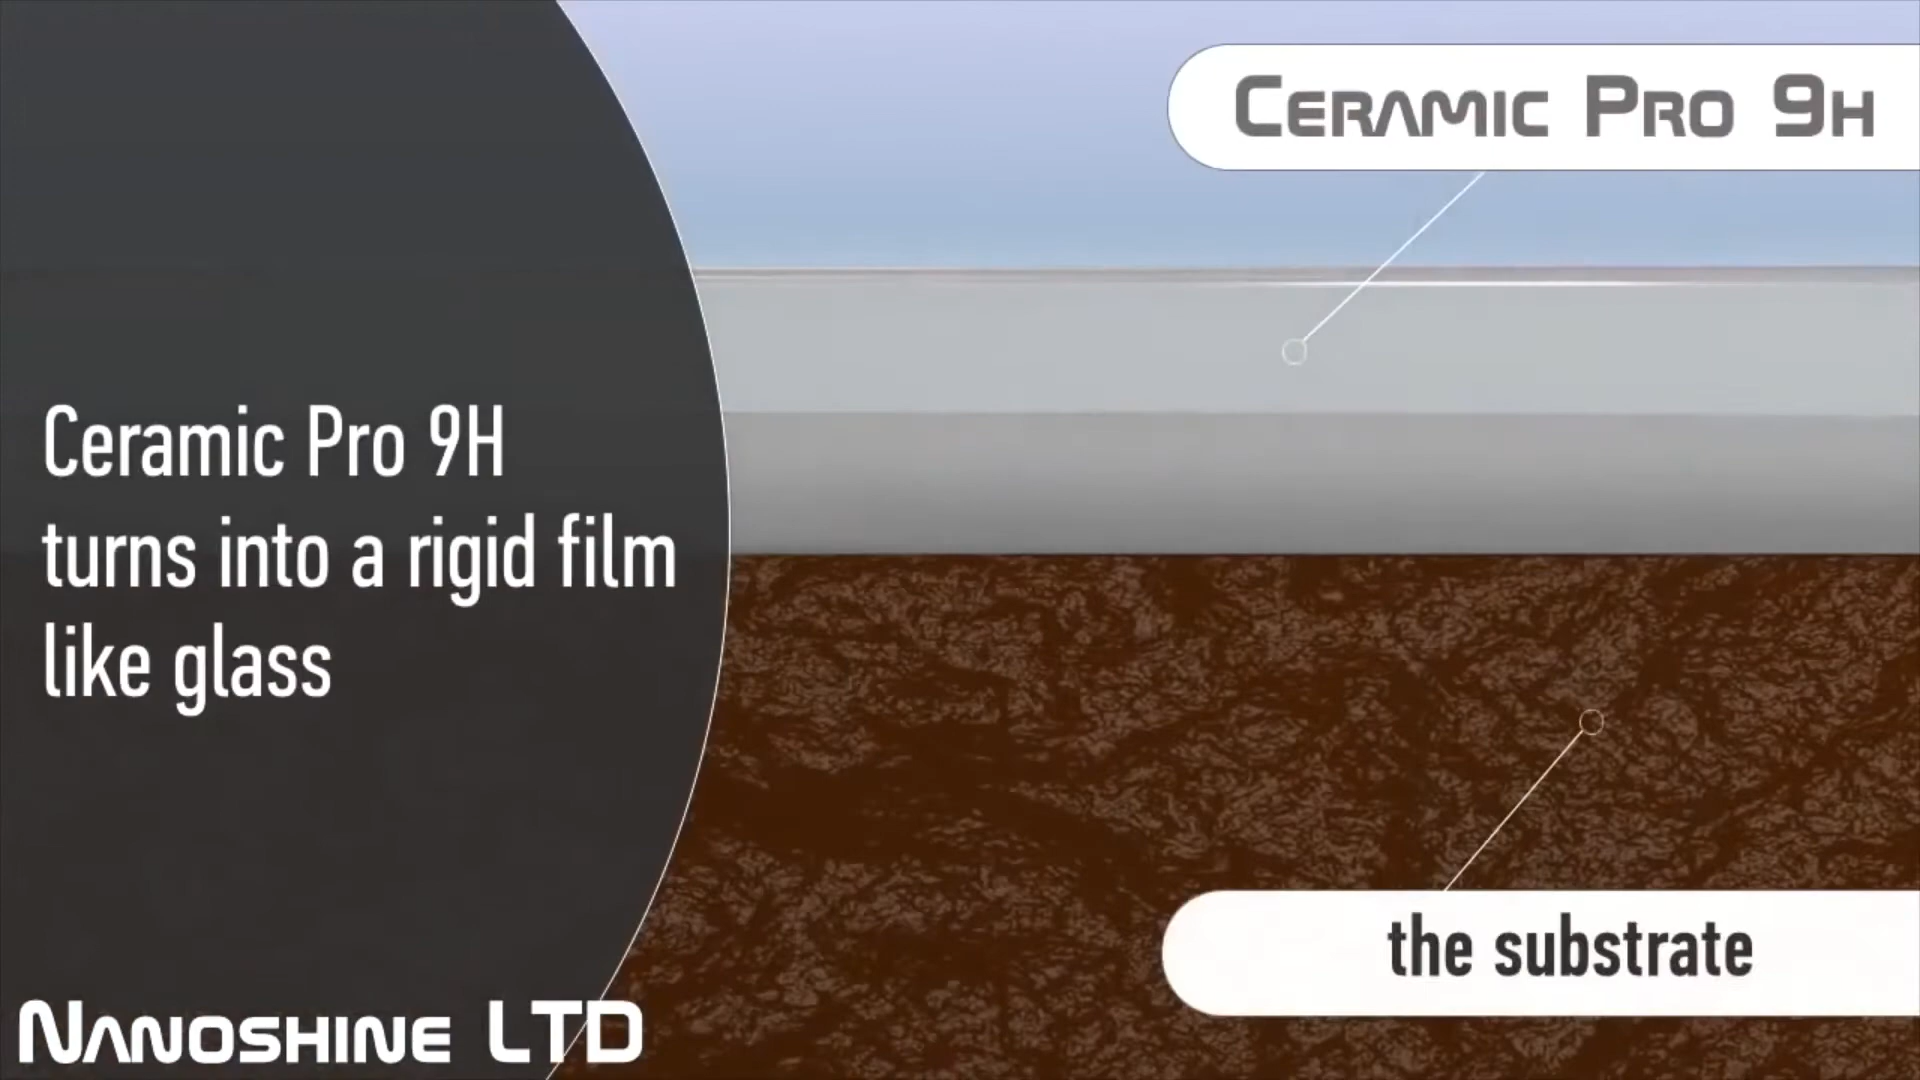 Ceramic Pro 9H
Ceramic Pro 9H
turns into a rigid film
like glass
the substrate
Nanoshine LTD